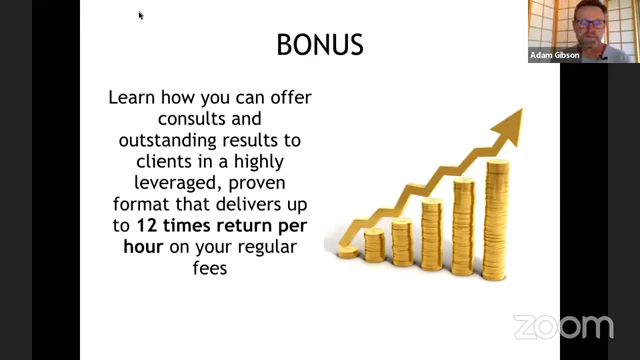 BONUS
Adam Gibson
Learn how you can offer
consults and
outstanding results to
clients in a highly
leveraged, proven
format that delivers up
to 12 times return per
hour on your regular
fees
zoom